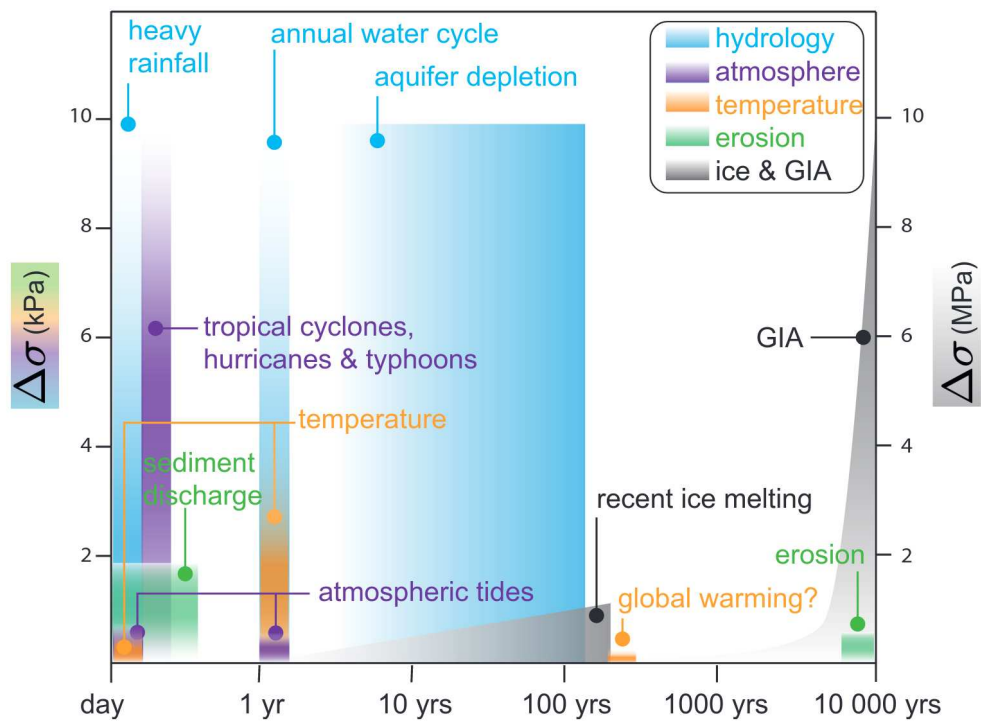 heavy
rainfall
annual water cycle
aquifer depletion
hydrology
atmosphere
temperature
erosion
ice & GIA
10
8
6
4
2
Δσ (kPa)
10
8
6
4
2
Δσ (MPa)
tropical cyclones,
hurricanes & typhoons
GIA
temperature
sediment
discharge
recent ice melting
erosion
atmospheric tides
global warming?
day
1 yr
10 yrs
100 yrs
1000 yrs
10 000 yrs